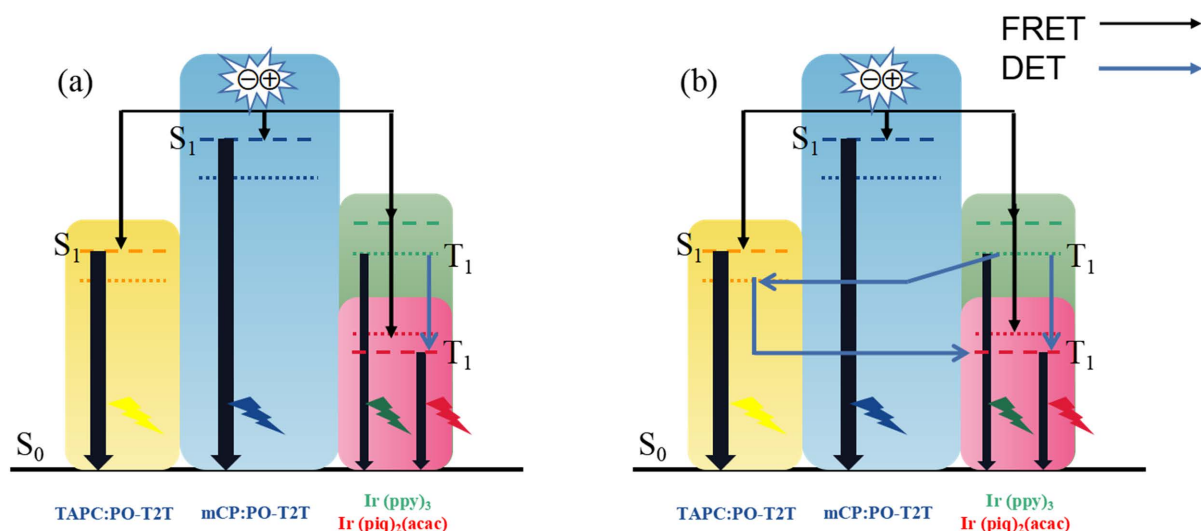 (a)
S1
S1
T1
T1
S0
TAPC:PO-T2T
mCP:PO-T2T
Ir (ppy)3
Ir (piq)2(acac)
FRET
DET
(b)
S1
S1
T1
T1
S0
TAPC:PO-T2T
mCP:PO-T2T
Ir (ppy)3
Ir (piq)2(acac)